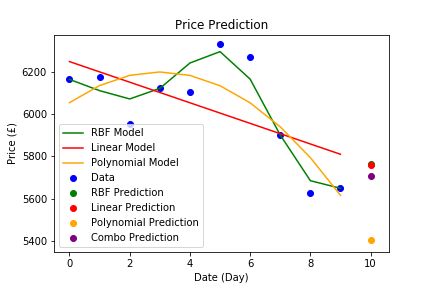 Price Prediction
Price (£)
6200
6000
5800
5600
5400
RBF Model
Linear Model
Polynomial Model
Data
RBF Prediction
Linear Prediction
Polynomial Prediction
Combo Prediction
0 2 4 6 8 10
Date (Day)